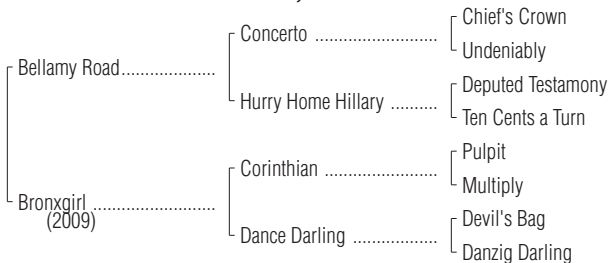 Chief's Crown
Concerto ....................
Undeniably
Bellamy Road...................
Deputed Testamony
Hurry Home Hillary ..........
Ten Cents a Turn
Pulpit
Corinthian .....................
Multiply
Bronxgirl .........................
(2009)
Devil's Bag
Dance Darling .................
Danzig Darling